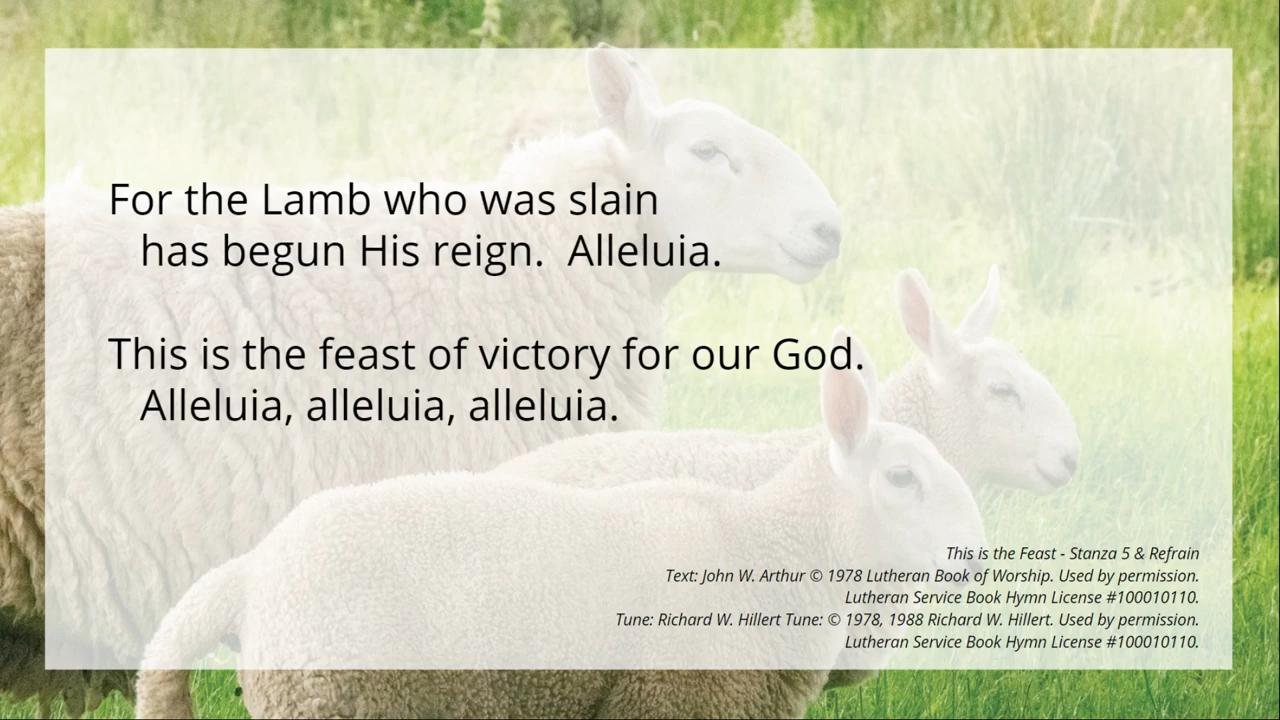 For the Lamb who was slain
has begun His reign.  Alleluia.
This is the feast of victory for our God.
Alleluia, alleluia, alleluia.
This is the Feast - Stanza 5 & Refrain
Text: John W. Arthur © 1978 Lutheran Book of Worship. Used by permission.
Lutheran Service Book Hymn License #100010110.
Tune: Richard W. Hillert Tune: © 1978, 1988 Richard W. Hillert. Used by permission.
Lutheran Service Book Hymn License #100010110.